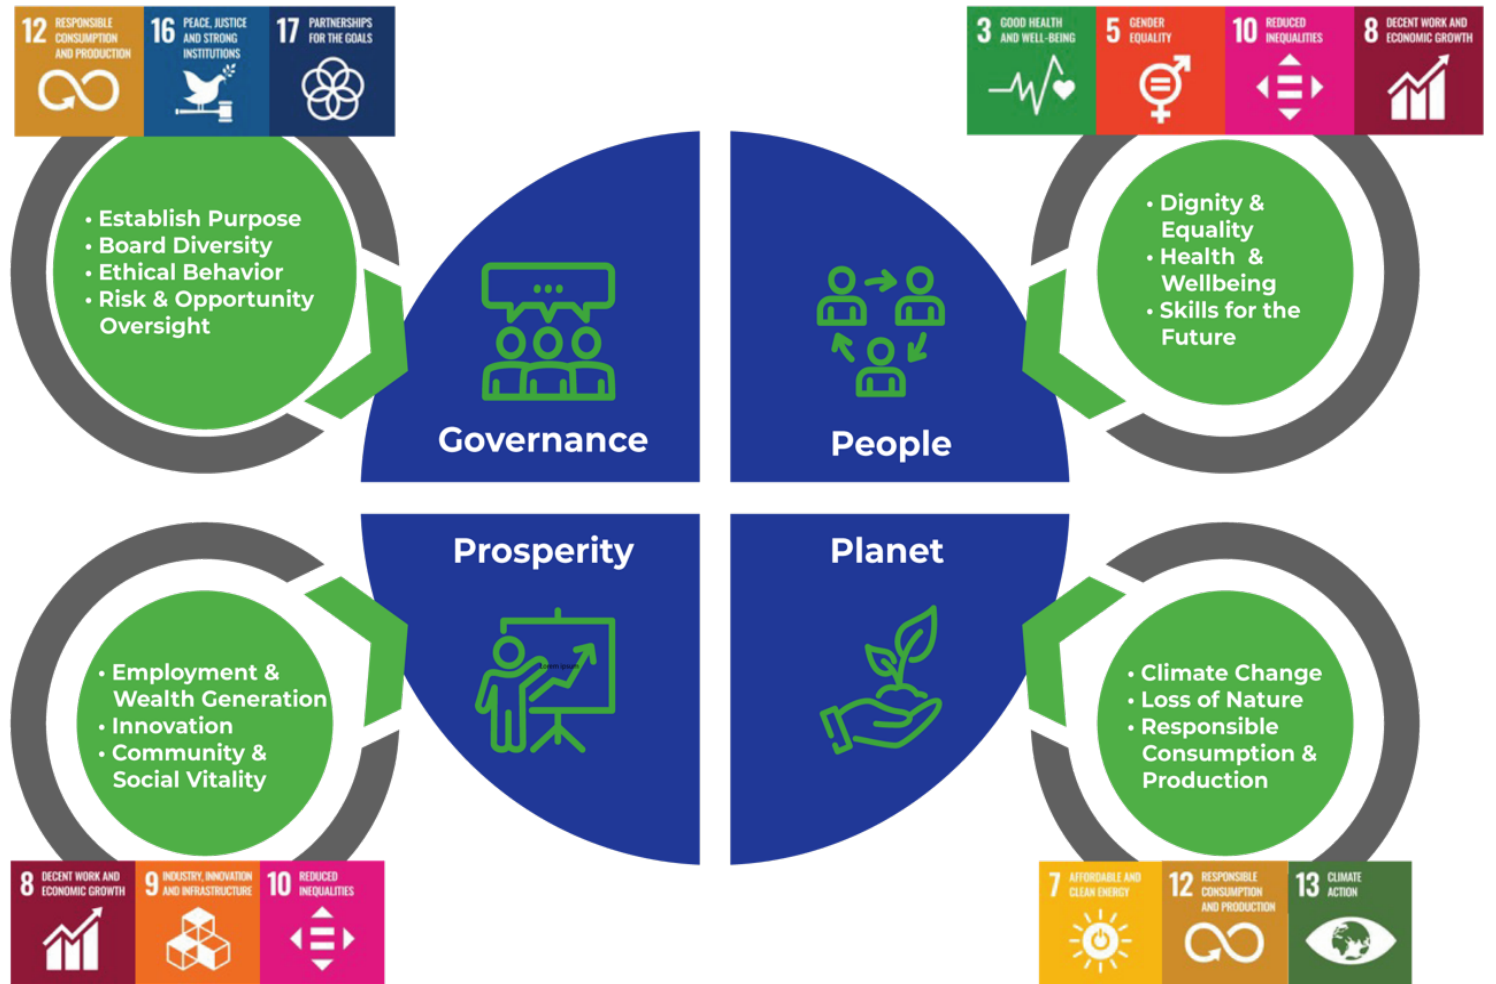 12 RESPONSIBLE
CONSUMPTION
AND PRODUCTION
16 PEACE, JUSTICE
AND STRONG
INSTITUTIONS
17 PARTNERSHIPS
FOR THE GOALS
3 GOOD HEALTH
AND WELL-BEING
5 GENDER
EQUALITY
10 REDUCED
INEQUALITIES
8 DECENT WORK AND
ECONOMIC GROWTH
• Establish Purpose
• Board Diversity
• Ethical Behavior
• Risk & Opportunity
Oversight
Governance
People
• Dignity &
Equality
• Health &
Wellbeing
• Skills for the
Future
Prosperity
Planet
• Employment &
Wealth Generation
• Innovation
• Community &
Social Vitality
Lorem ipsum
• Climate Change
• Loss of Nature
• Responsible
Consumption &
Production
8 DECENT WORK AND
ECONOMIC GROWTH
9 INDUSTRY, INNOVATION
AND INFRASTRUCTURE
10 REDUCED
INEQUALITIES
7 AFFORDABLE AND
CLEAN ENERGY
12 RESPONSIBLE
CONSUMPTION
AND PRODUCTION
13 CLIMATE
ACTION